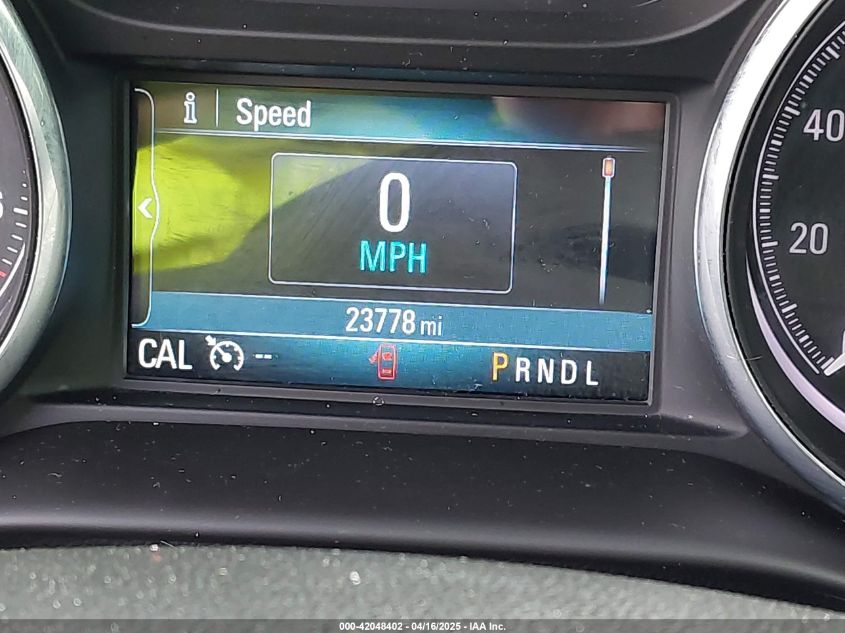 i Speed
0
MPH
23778 mi
CAL -- PRNDL
40
20
000-42048402 - 04/16/2025 - IAA Inc.